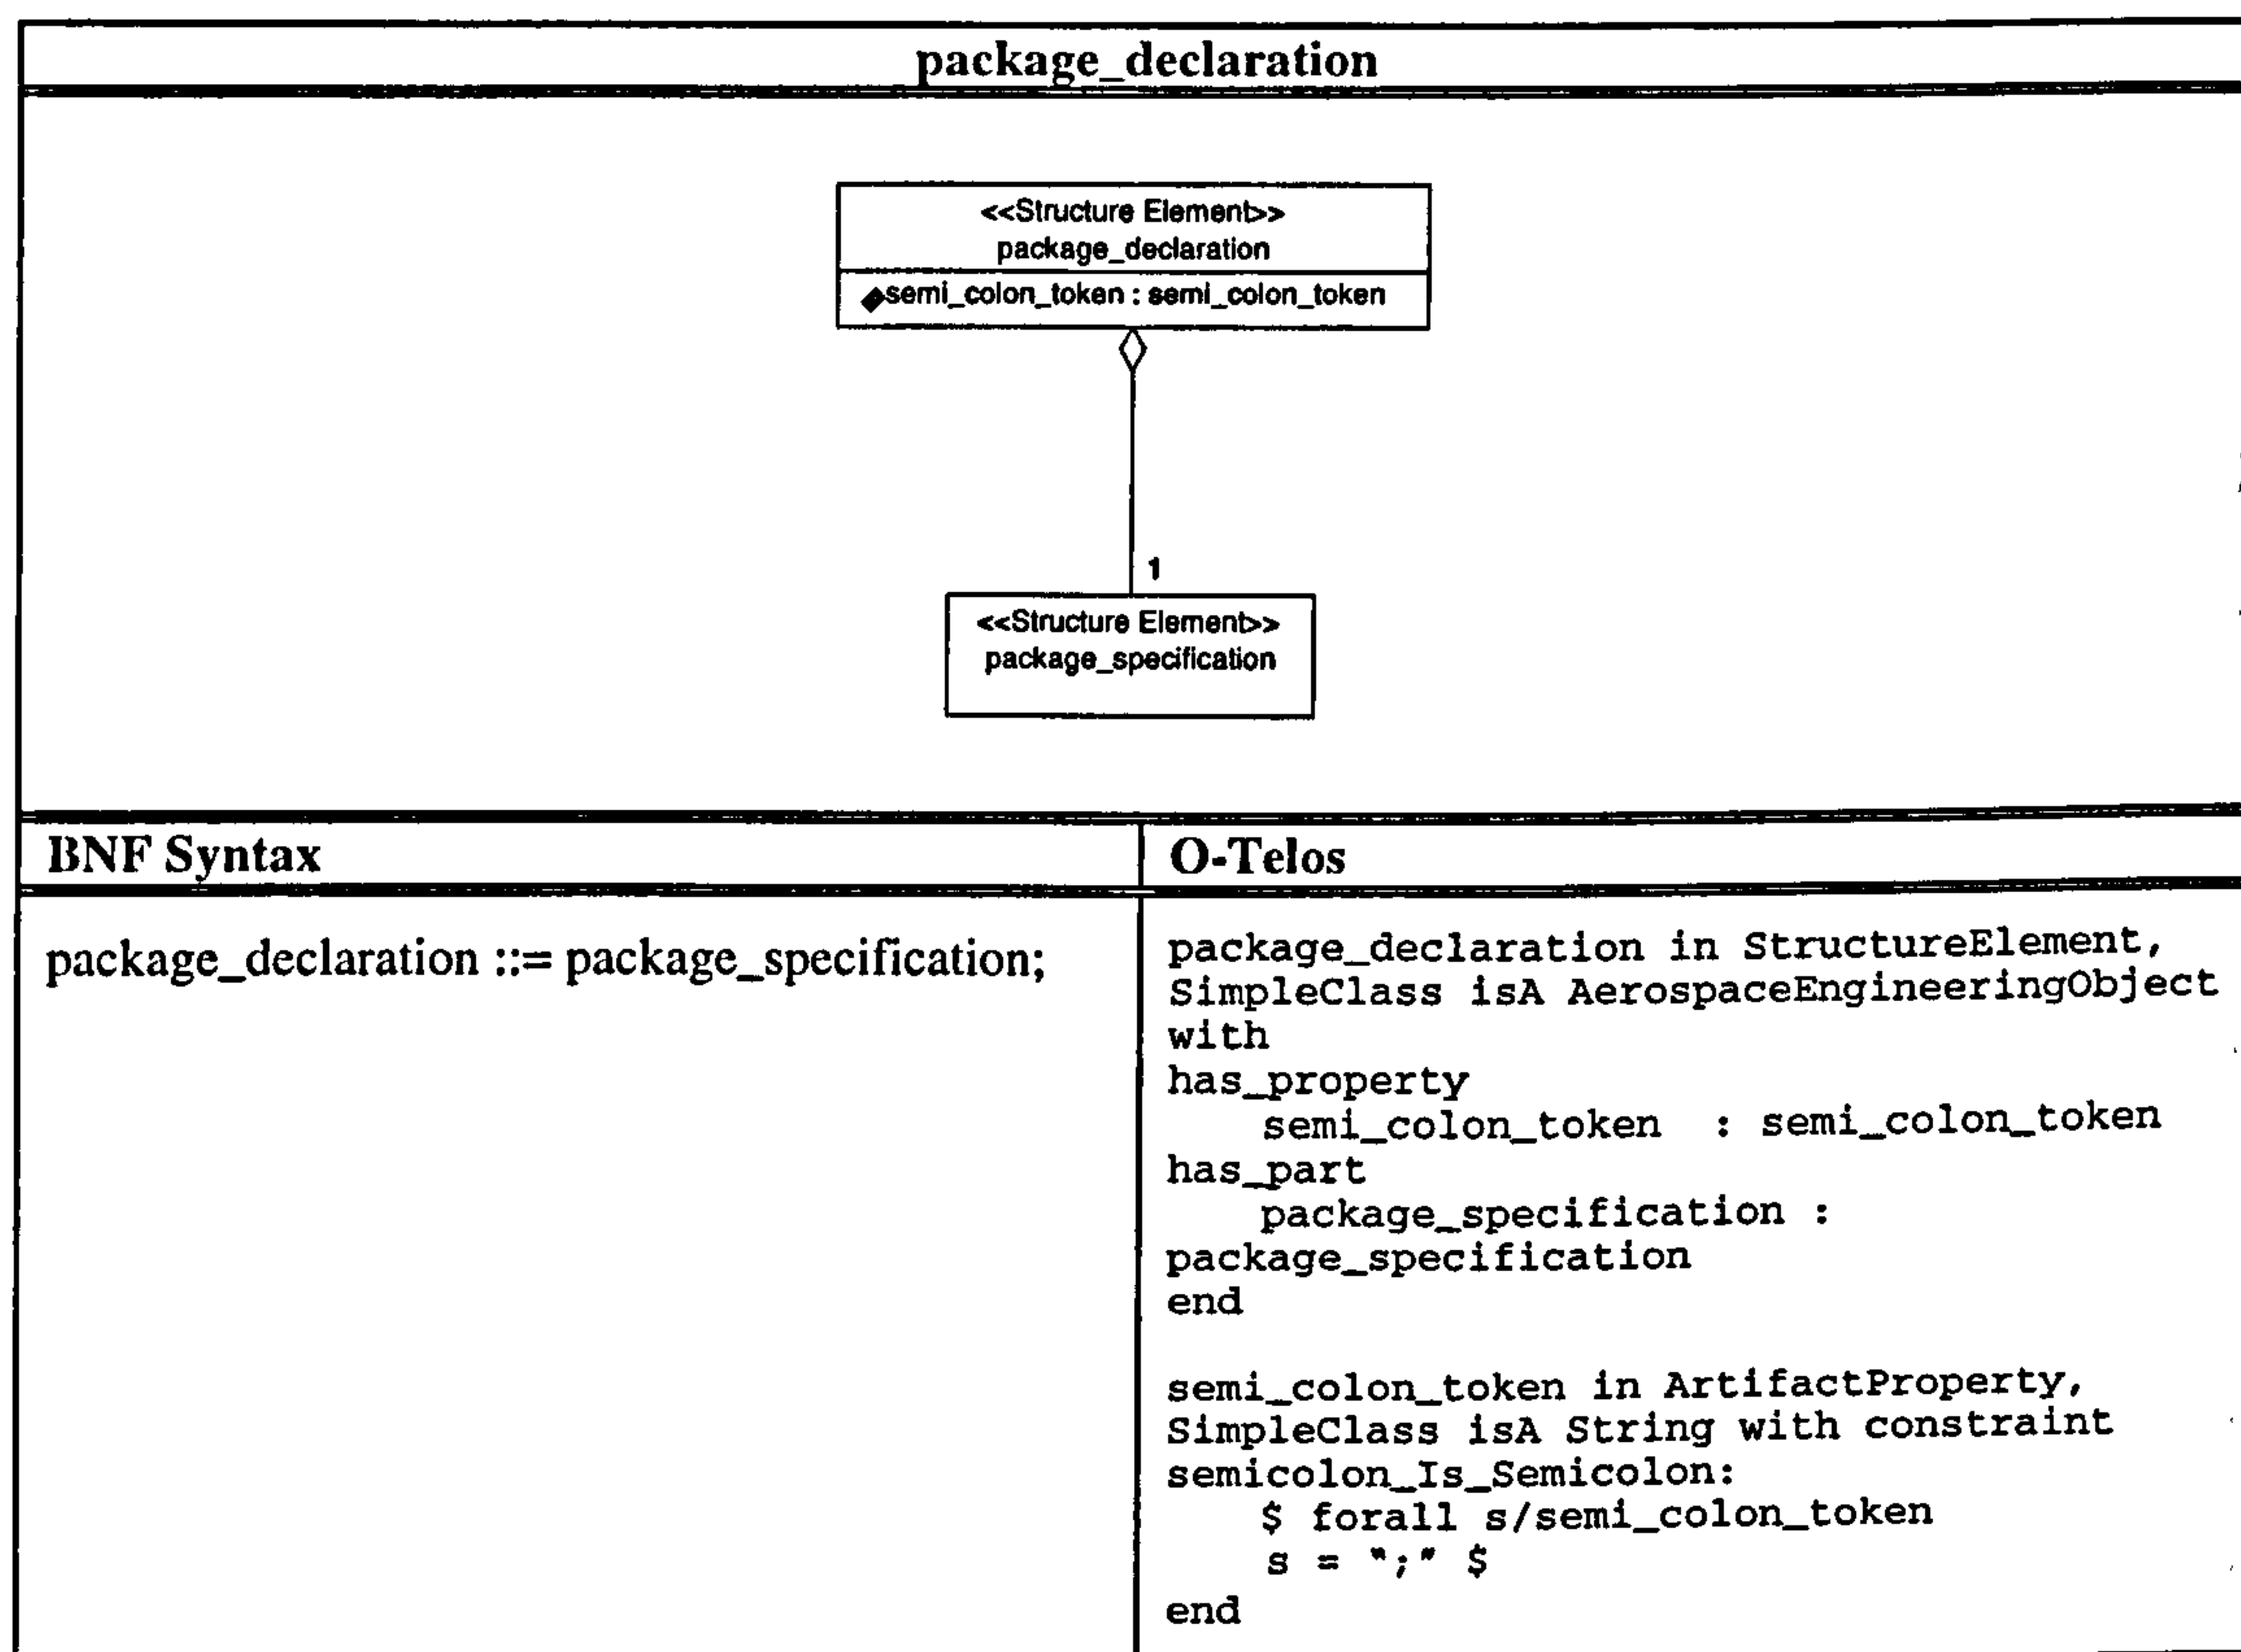 package_declaration
<<Structure Element>>
package_declaration
semi_colon_token : semi_colon_token
1
<<Structure Element>>
package_specification
BNF Syntax
O-Telos
package_declaration ::= package_specification;
package_declaration in StructureElement,
SimpleClass isA AerospaceEngineeringObject
with
has_property
semi_colon_token : semi_colon_token
has_part
package_specification :
package_specification
end
semi_colon_token in ArtifactProperty,
SimpleClass isA String with constraint
semicolon_Is_Semicolon:
$ forall s/semi_colon_token
s = ";" $
end